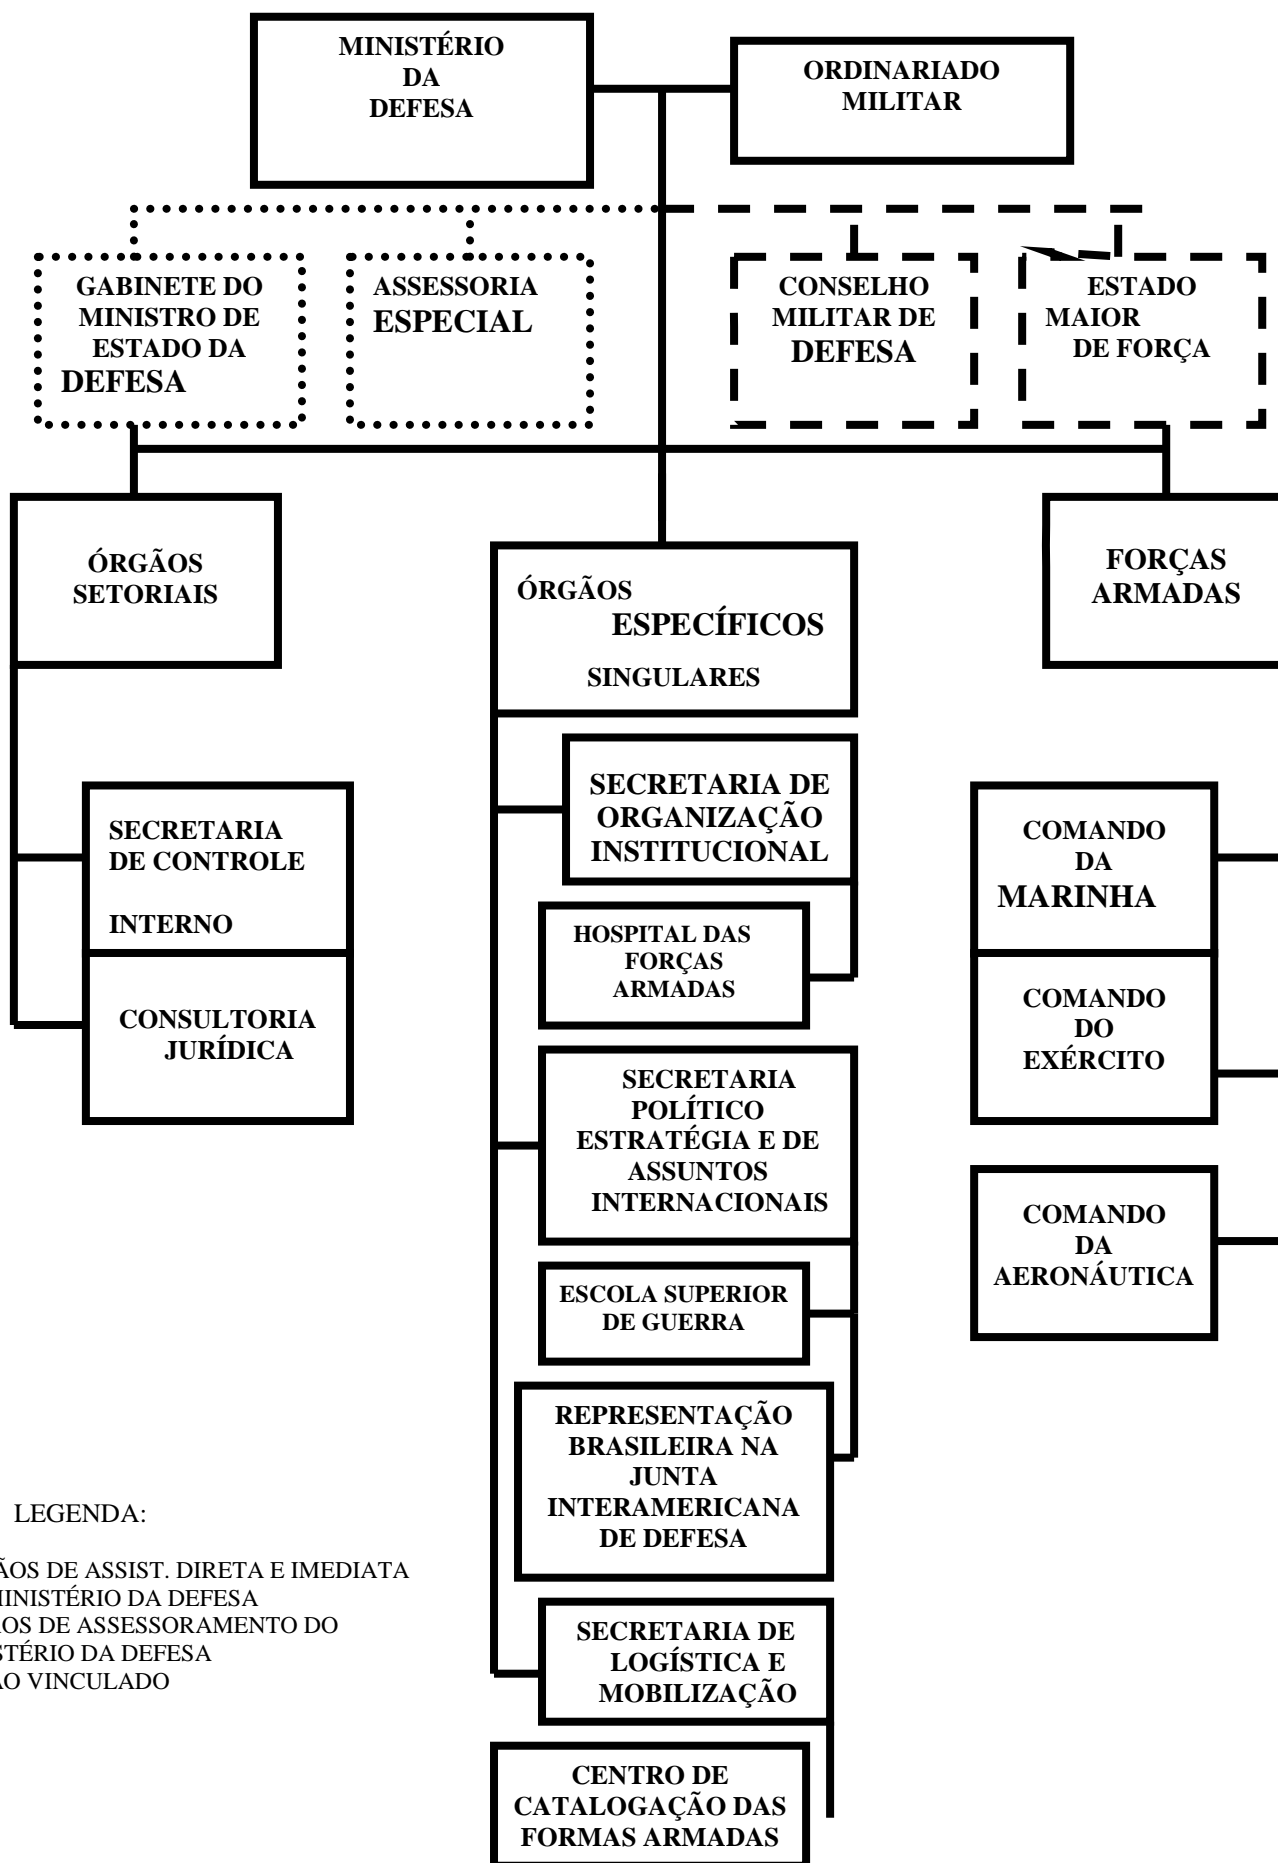 MINISTÉRIO
DA
DEFESA
ORDINARIADO
MILITAR
GABINETE DO
MINISTRO DE
ESTADO DA
DEFESA
ASSESSORIA
ESPECIAL
CONSELHO
MILITAR DE
DEFESA
ESTADO
MAIOR
DE FORÇA
ÓRGÃOS
SETORIAIS
ÓRGÃOS
ESPECÍFICOS
SINGULARES
FORÇAS
ARMADAS
SECRETARIA
DE CONTROLE
INTERNO
CONSULTORIA
JURÍDICA
SECRETARIA DE
ORGANIZAÇÃO
INSTITUCIONAL
HOSPITAL DAS
FORÇAS
ARMADAS
SECRETARIA
POLÍTICO
ESTRATÉGIA E DE
ASSUNTOS
INTERNACIONAIS
ESCOLA SUPERIOR
DE GUERRA
REPRESENTAÇÃO
BRASILEIRA NA
JUNTA
INTERAMERICANA
DE DEFESA
SECRETARIA DE
LOGÍSTICA E
MOBILIZAÇÃO
CENTRO DE
CATALOGAÇÃO DAS
FORMAS ARMADAS
COMANDO
DA
MARINHA
COMANDO
DO
EXÉRCITO
COMANDO
DA
AERONÁUTICA
LEGENDA:
ÃOS DE ASSIST. DIRETA E IMEDIATA
MINISTÉRIO DA DEFESA
OS DE ASSESSORAMENTO DO
STÉRIO DA DEFESA
O VINCULADO